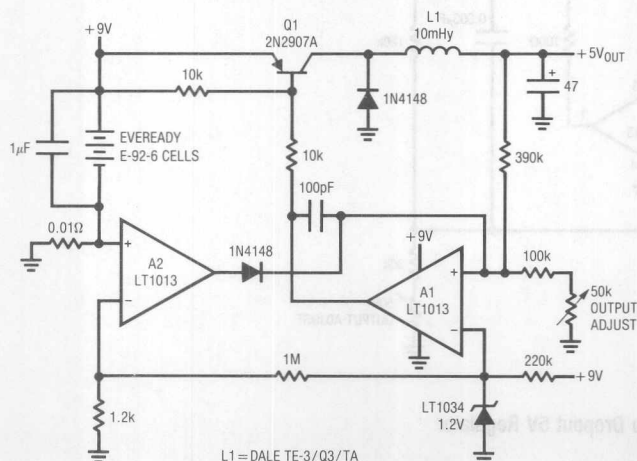 +9V
Q1
2N2907A
L1
10mHy
+5VOUT
10k
1N4148
+
47
1μF
EVEREADY
E-92-6 CELLS
10k
390k
100pF
0.01Ω
+
A2
LT1013
−
1N4148
+9V
+
A1
LT1013
−
100k
50k
OUTPUT
ADJUST
1M
220k
+9V
1.2k
LT1034
1.2V
L1 = DALE TE-3/Q3/TA